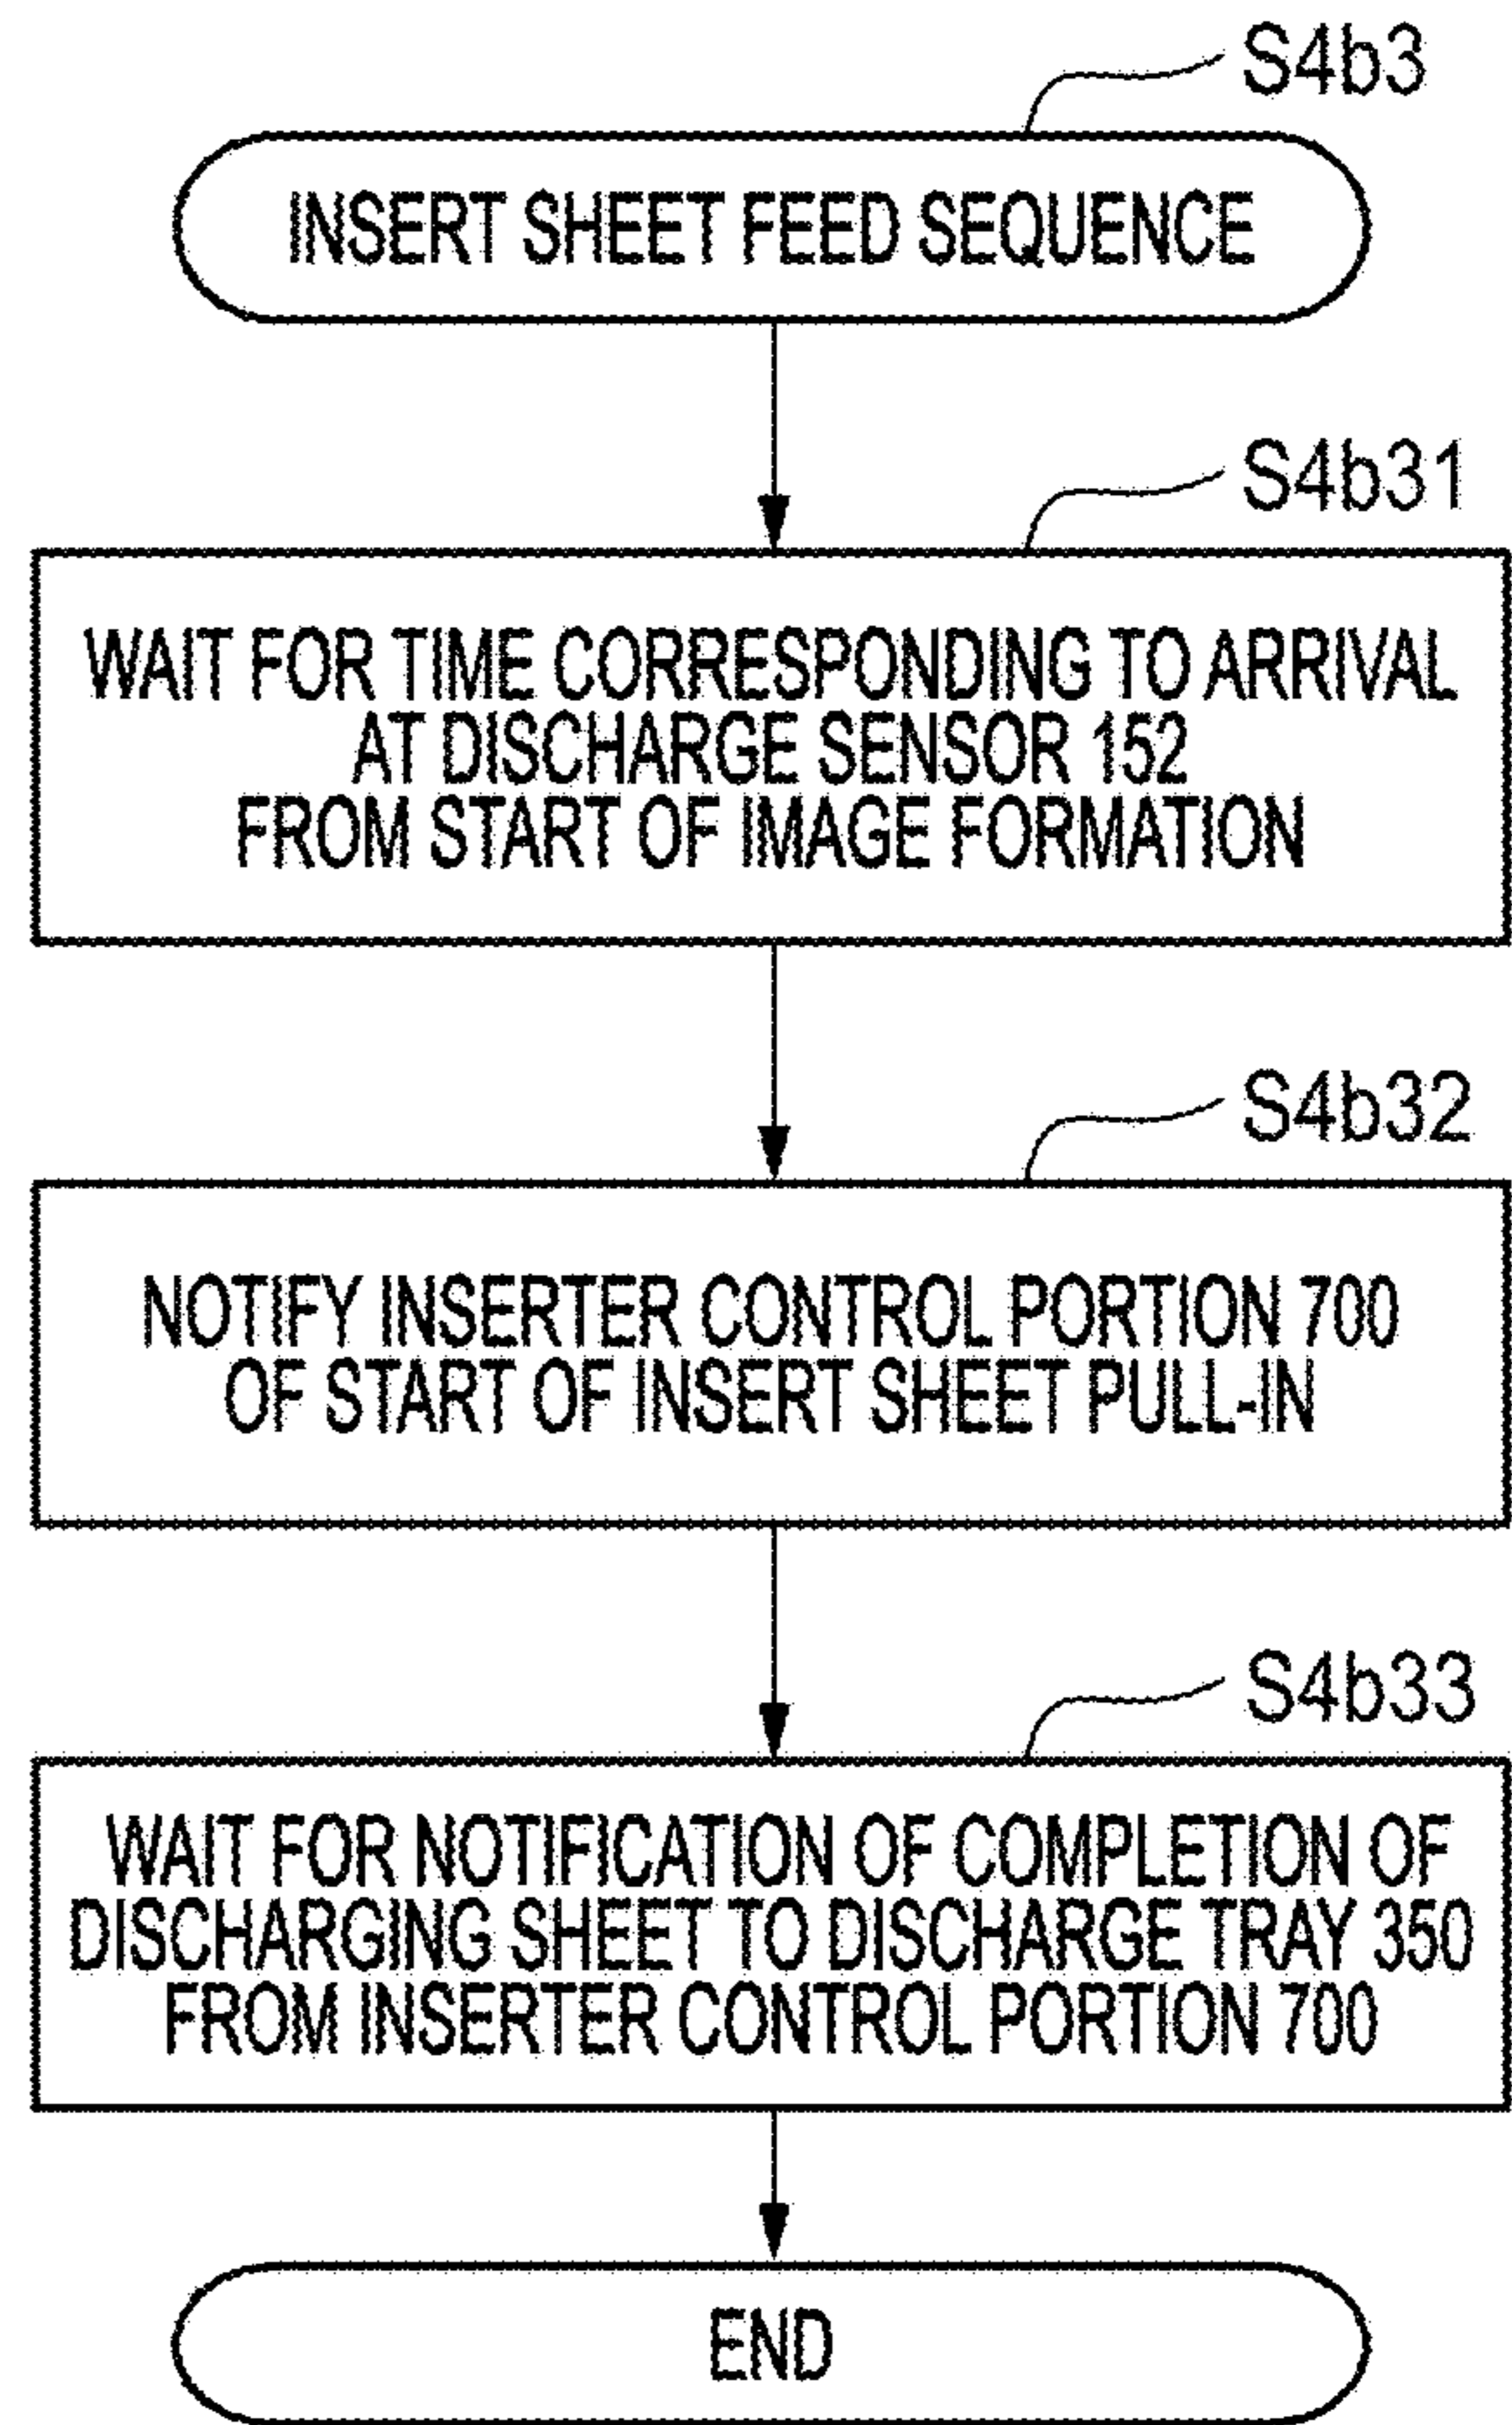 S4b3
INSERT SHEET FEED SEQUENCE
S4b31
WAIT FOR TIME CORRESPONDING TO ARRIVAL
AT DISCHARGE SENSOR 152
FROM START OF IMAGE FORMATION
S4b32
NOTIFY INSERTER CONTROL PORTION 700
OF START OF INSERT SHEET PULL-IN
S4b33
WAIT FOR NOTIFICATION OF COMPLETION OF
DISCHARGING SHEET TO DISCHARGE TRAY 350
FROM INSERTER CONTROL PORTION 700
END